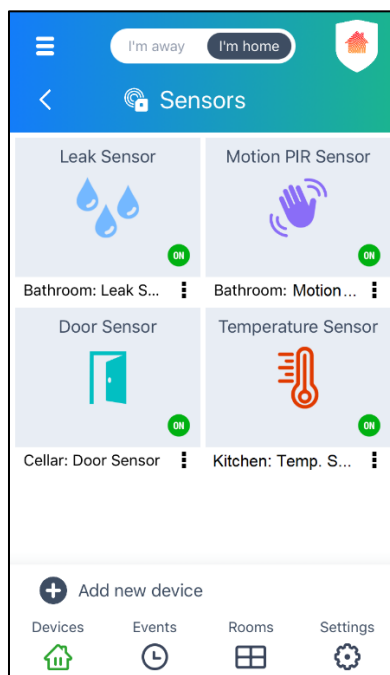 I'm away I'm home
Sensors
Leak Sensor Motion PIR Sensor
ON ON
Bathroom: Leak S... Bathroom: Motion ...
Door Sensor Temperature Sensor
ON ON
Cellar: Door Sensor Kitchen: Temp. S...
Add new device
Devices Events Rooms Settings